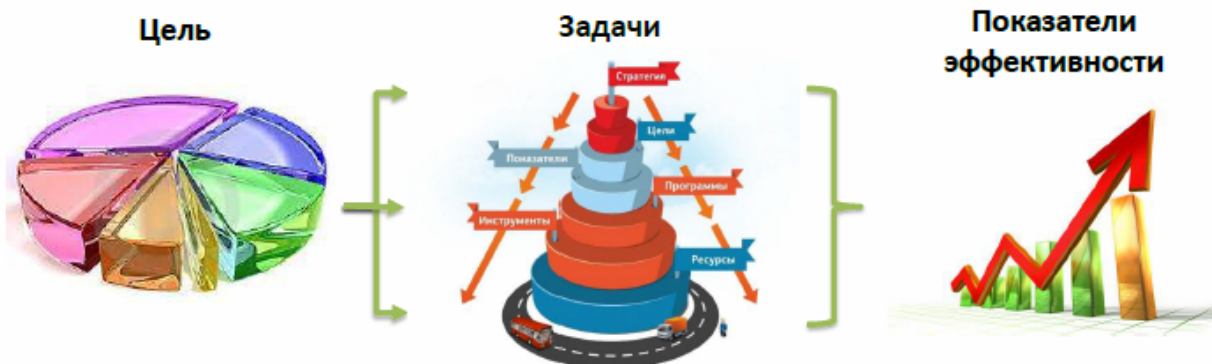 Цель
Задачи
Показатели
эффективности
Стратегия
Цели
Показатели
Программы
Инструменты
Ресурсы